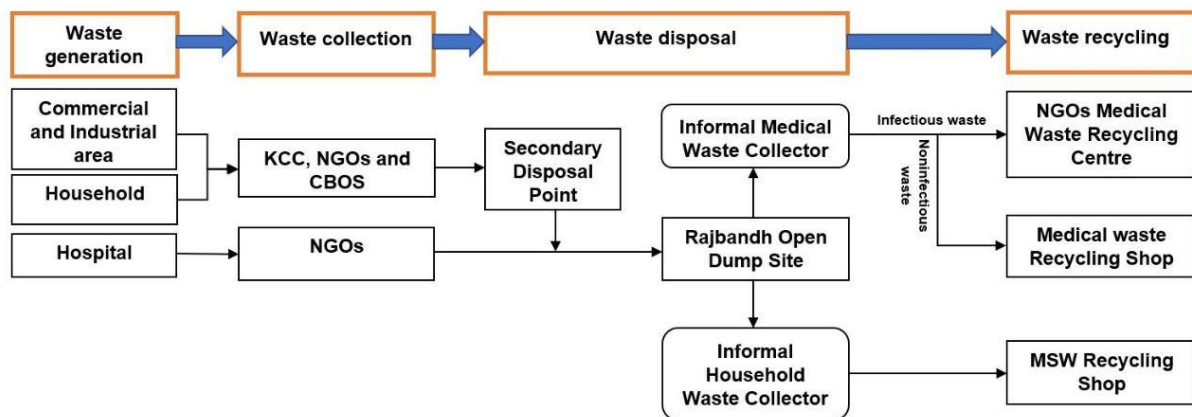 Waste
generation
Waste collection
Waste disposal
Waste recycling
Commercial
and Industrial
area
Household
Hospital
KCC, NGOs and
CBOS
NGOs
Secondary
Disposal
Point
Informal Medical
Waste Collector
Rajbandh Open
Dump Site
Informal
Household
Waste Collector
Infectious waste
Noninfectious
waste
NGOs Medical
Waste Recycling
Centre
Medical waste
Recycling Shop
MSW Recycling
Shop